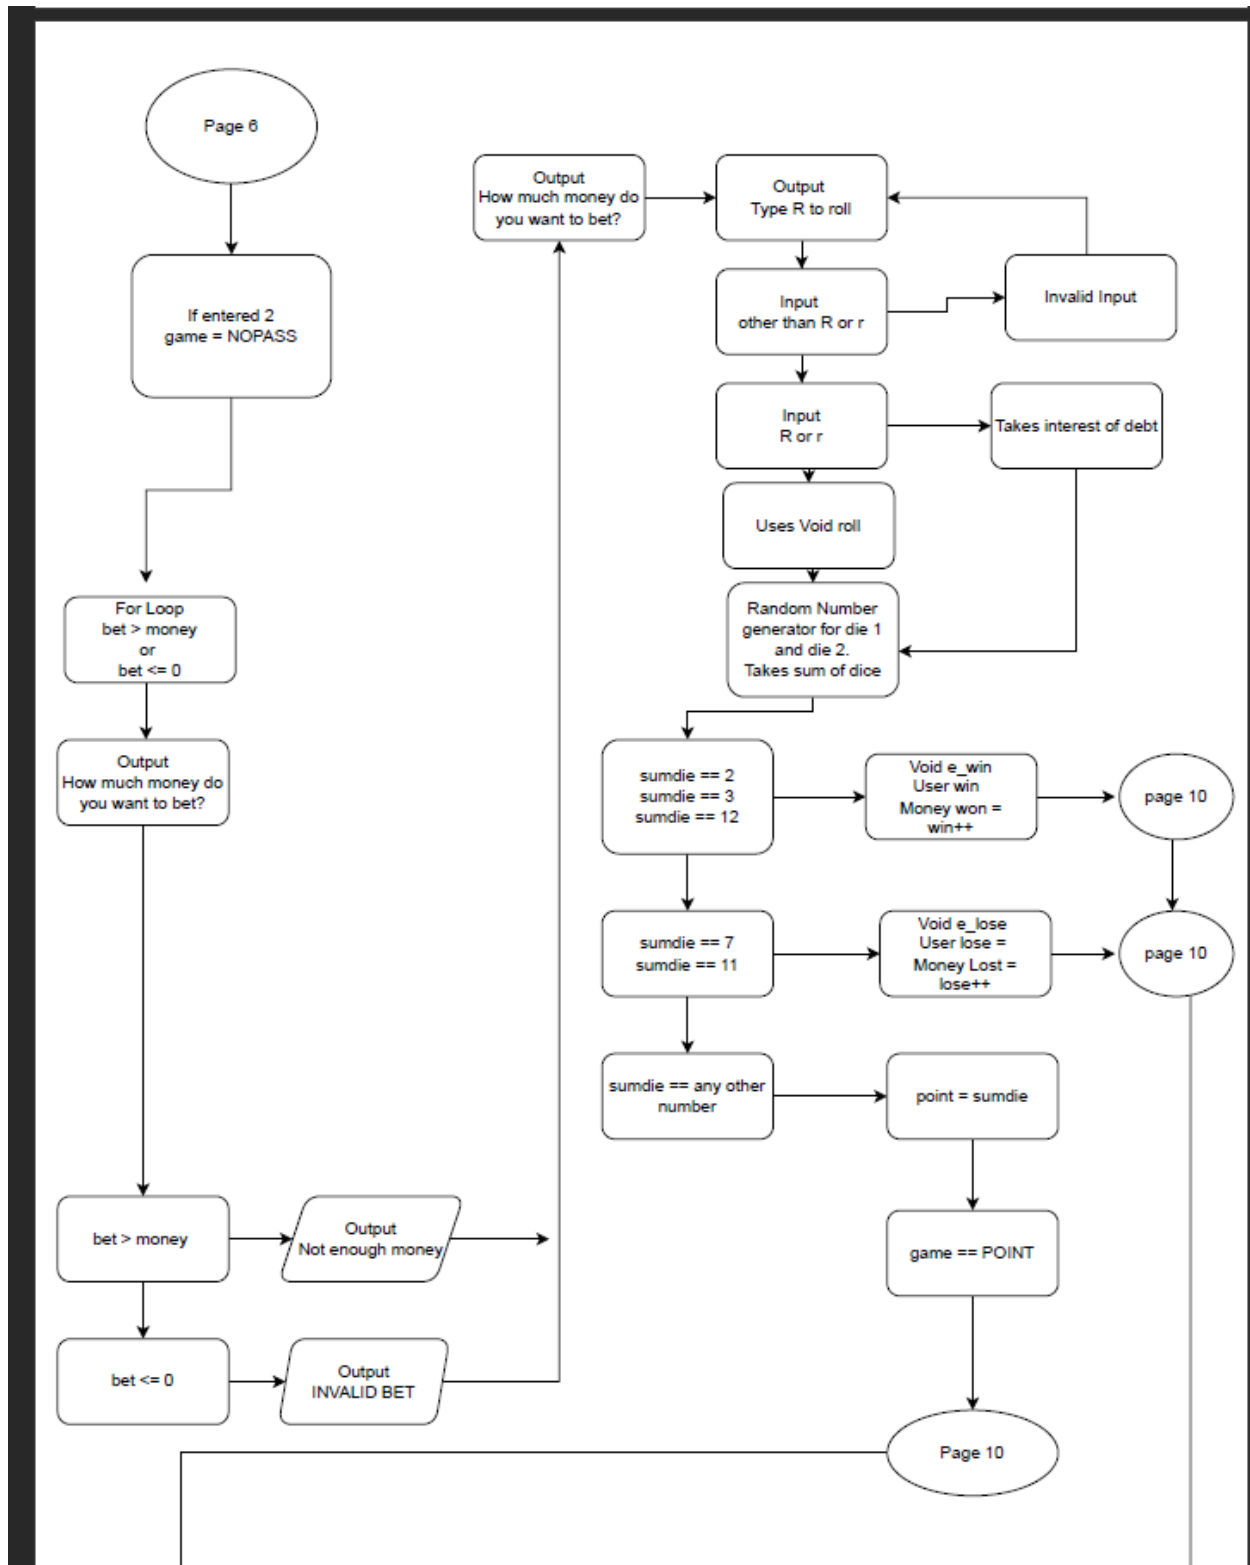 Page 6
If entered 2
game = NOPASS
For Loop
bet > money
or
bet <= 0
Output
How much money do
you want to bet?
bet > money
Output
Not enough money
bet <= 0
Output
INVALID BET
Output
How much money do
you want to bet?
Output
Type R to roll
Input
other than R or r
Invalid Input
Input
R or r
Takes interest of debt
Uses Void roll
Random Number
generator for die 1
and die 2.
Takes sum of dice
sumdie == 2
sumdie == 3
sumdie == 12
Void e_win
User win
Money won =
win++
page 10
sumdie == 7
sumdie == 11
Void e_lose
User lose =
Money Lost =
lose++
page 10
sumdie == any other
number
point = sumdie
game == POINT
Page 10